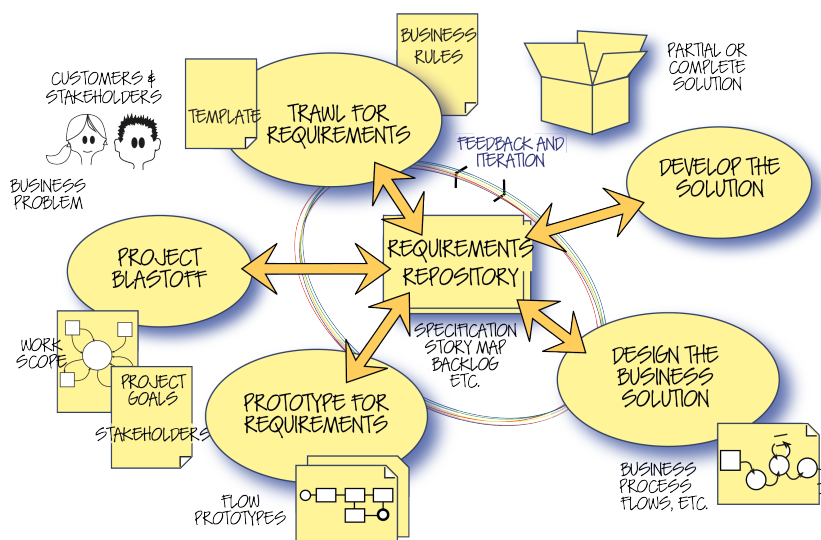 BUSINESS
RULES
PARTIAL OR
COMPLETE
SOLUTION
CUSTOMERS &
STAKEHOLDERS
TEMPLATE
TRAWL FOR
REQUIREMENTS
FEEDBACK AND
ITERATION
DEVELOP THE
SOLUTION
BUSINESS
PROBLEM
PROJECT
BLASTOFF
REQUIREMENTS
REPOSITORY
SPECIFICATION
STORY MAP
BACKLOG
ETC.
WORK
SCOPE
PROJECT
GOALS
STAKEHOLDERS
PROTOTYPE FOR
REQUIREMENTS
DESIGN THE
BUSINESS
SOLUTION
FLOW
PROTOTYPES
BUSINESS
PROCESS
FLOWS, ETC.